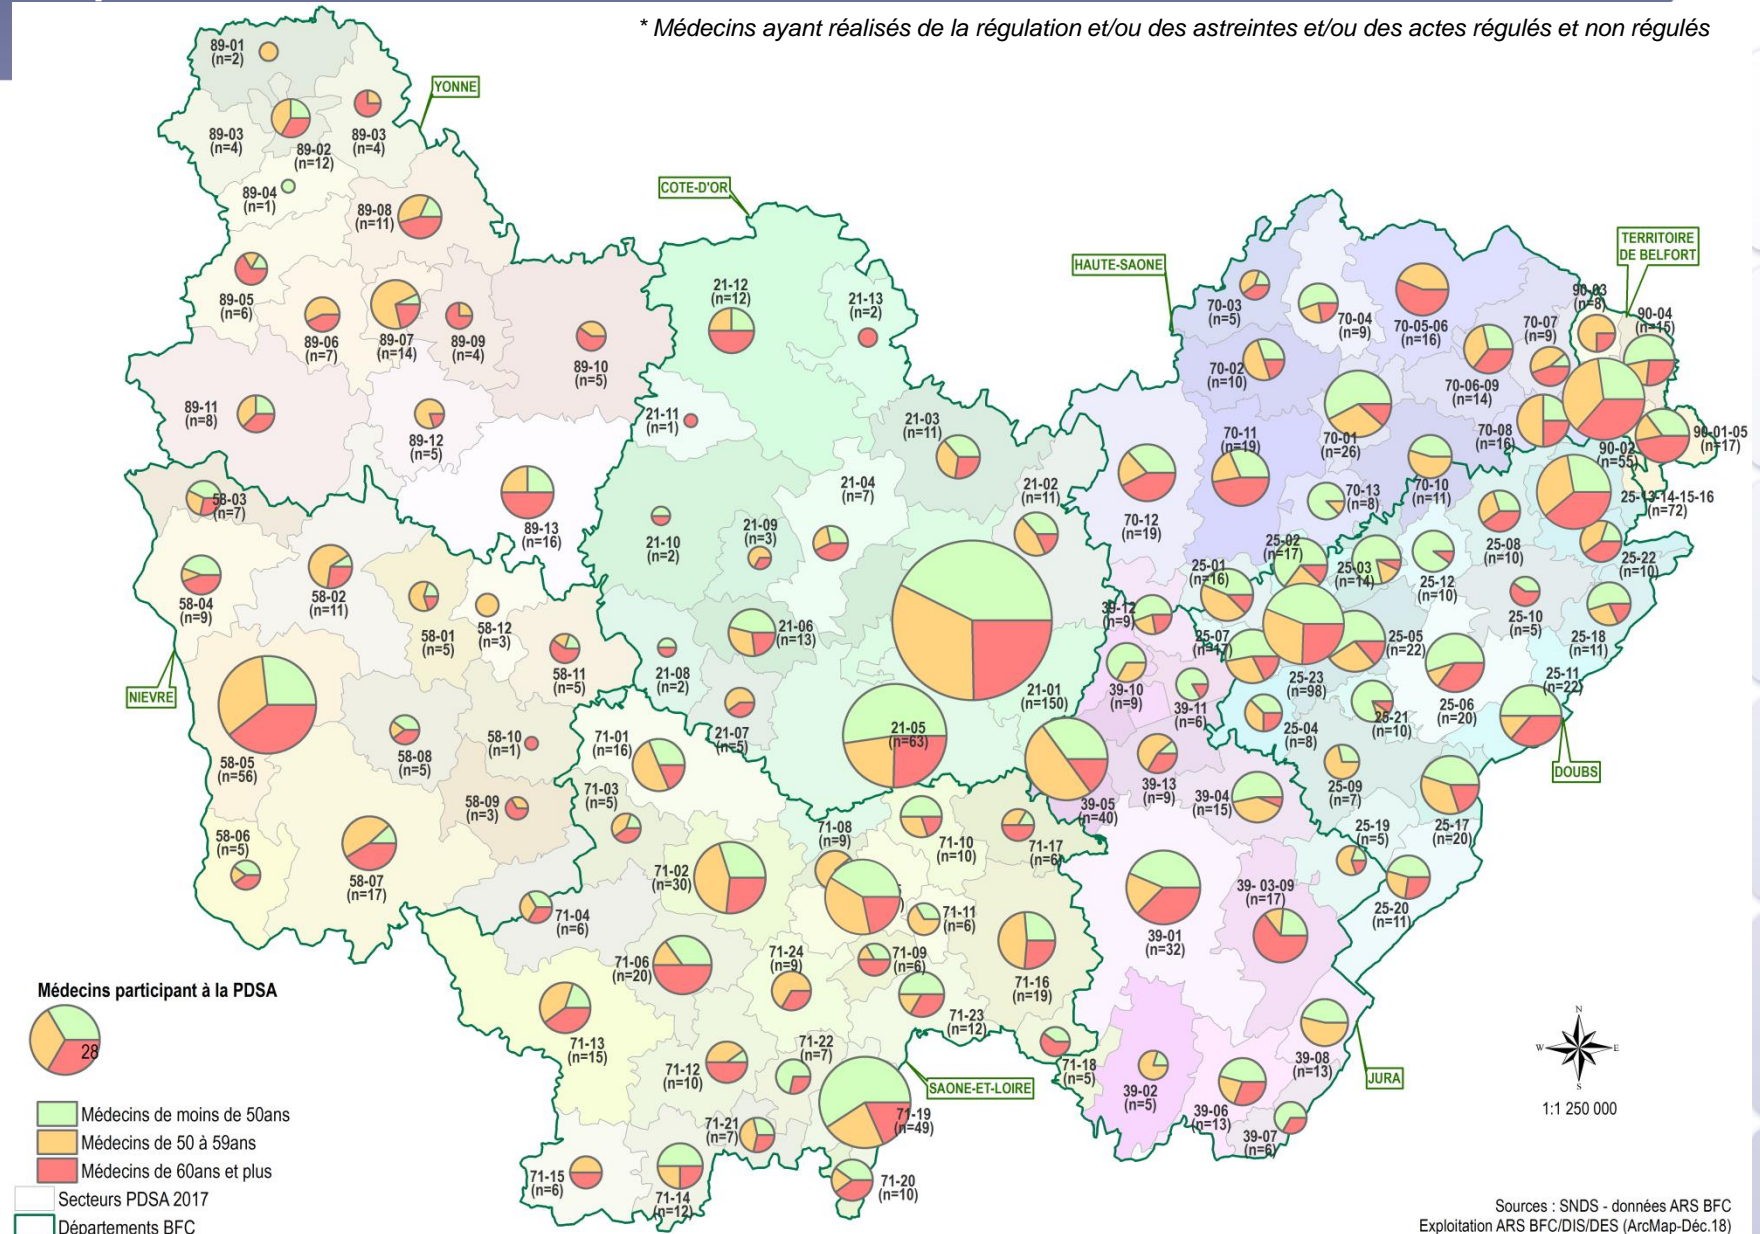 * Médecins ayant réalisés de la régulation et/ou des astreintes et/ou des actes régulés et non régulés
89-01
(n=2)
YONNE
89-03
(n=4)
89-02
(n=12)
89-03
(n=4)
89-04
(n=1)
89-08
(n=11)
89-05
(n=6)
89-06
(n=7)
89-07
(n=14)
89-09
(n=4)
89-10
(n=5)
89-11
(n=8)
89-12
(n=5)
89-13
(n=16)
COTE-D'OR
21-12
(n=12)
21-13
(n=2)
21-11
(n=1)
21-03
(n=11)
21-04
(n=7)
21-02
(n=11)
21-10
(n=2)
21-09
(n=3)
21-06
(n=13)
21-08
(n=2)
21-07
(n=5)
21-01
(n=150)
21-05
(n=63)
HAUTE-SAONE
TERRITOIRE
DE BELFORT
70-03
(n=5)
70-04
(n=9)
70-05-06
(n=16)
70-07
(n=9)
90-03
(n=8)
90-04
(n=15)
70-02
(n=10)
70-06-09
(n=14)
70-11
(n=19)
70-01
(n=26)
70-08
(n=16)
90-02
(n=55)
90-01-05
(n=17)
70-12
(n=19)
70-13
(n=8)
70-10
(n=11)
25-13-14-15-16
(n=72)
25-01
(n=16)
25-02
(n=17)
25-03
(n=14)
25-12
(n=10)
25-08
(n=10)
25-22
(n=10)
25-10
(n=5)
25-18
(n=11)
25-07
(n=17)
25-23
(n=98)
25-05
(n=22)
25-06
(n=20)
25-11
(n=22)
25-04
(n=8)
25-21
(n=10)
25-09
(n=7)
25-17
(n=20)
25-19
(n=5)
25-20
(n=11)
DOUBS
39-12
(n=9)
39-10
(n=9)
39-11
(n=6)
39-13
(n=9)
39-05
(n=40)
39-04
(n=15)
39-01
(n=32)
39- 03-09
(n=17)
39-02
(n=5)
39-06
(n=13)
39-08
(n=13)
39-07
(n=6)
JURA
58-03
(n=7)
58-04
(n=9)
58-02
(n=11)
58-01
(n=5)
58-12
(n=3)
58-11
(n=5)
NIEVRE
58-05
(n=56)
58-08
(n=5)
58-10
(n=1)
58-09
(n=3)
58-06
(n=5)
58-07
(n=17)
71-01
(n=16)
71-03
(n=5)
71-02
(n=30)
71-08
(n=9)
71-10
(n=10)
71-17
(n=6)
71-04
(n=6)
71-11
(n=6)
71-06
(n=20)
71-24
(n=9)
71-09
(n=6)
71-16
(n=19)
71-13
(n=15)
71-23
(n=12)
71-12
(n=10)
71-22
(n=7)
71-18
(n=5)
71-19
(n=49)
71-21
(n=7)
71-15
(n=6)
71-14
(n=12)
71-20
(n=10)
SAONE-ET-LOIRE
Médecins participant à la PDSA
28
Médecins de moins de 50ans
Médecins de 50 à 59ans
Médecins de 60ans et plus
Secteurs PDSA 2017
Départements BFC
N
W
E
S
1:1 250 000
Sources : SNDS - données ARS BFC
Exploitation ARS BFC/DIS/DES (ArcMap-Déc.18)